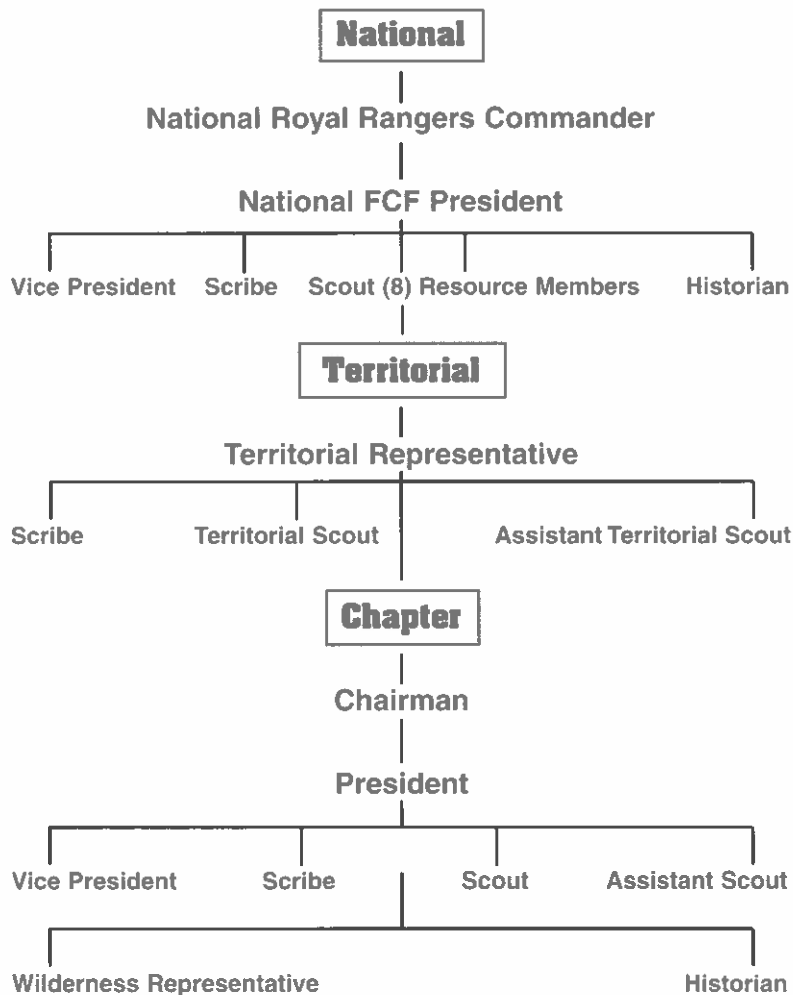 National
National Royal Rangers Commander
National FCF President
Vice President Scribe Scout (8) Resource Members Historian
Territorial
Territorial Representative
Scribe Territorial Scout Assistant Territorial Scout
Chapter
Chairman
President
Vice President Scribe Scout Assistant Scout
Wilderness Representative Historian